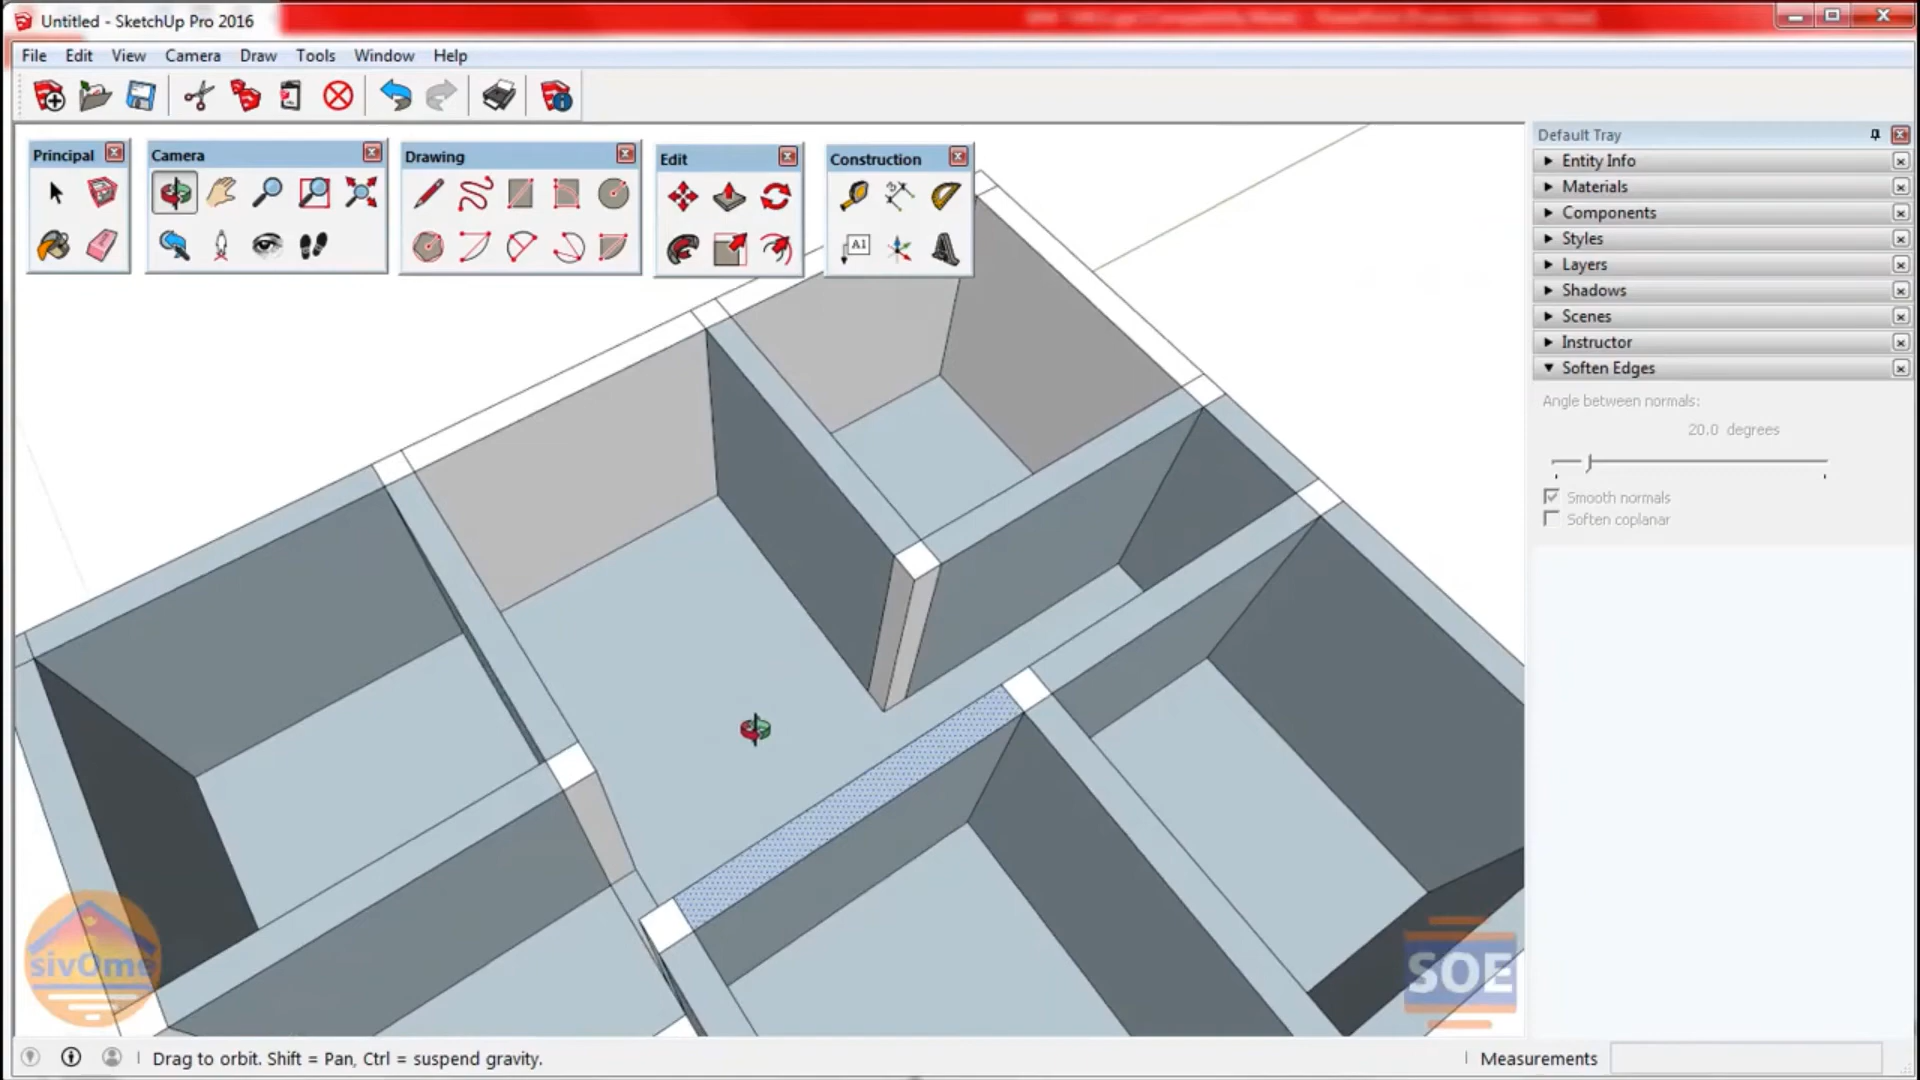 Untitled - SketchUp Pro 2016
File Edit View Camera Draw Tools Window Help
Principal
Camera
Drawing
Edit
Construction
A1
Default Tray
Entity Info
Materials
Components
Styles
Layers
Shadows
Scenes
Instructor
Soften Edges
Angle between normals:
20.0 degrees
Smooth normals
Soften coplanar
sivOme
SOE
Drag to orbit. Shift = Pan, Ctrl = suspend gravity.
Measurements